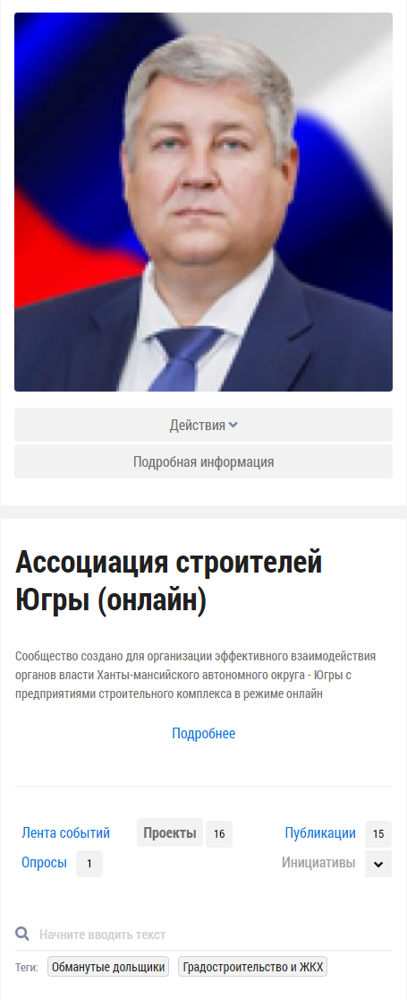 Действия
Подробная информация
Ассоциация строителей
Югры (онлайн)
Сообщество создано для организации эффективного взаимодействия
органов власти Ханты-мансийского автономного округа - Югры с
предприятиями строительного комплекса в режиме онлайн
Подробнее
Лента событий Проекты 16 Публикации 15
Опросы 1 Инициативы
Начните вводить текст
Теги: Обманутые дольщики Градостроительство и ЖКХ